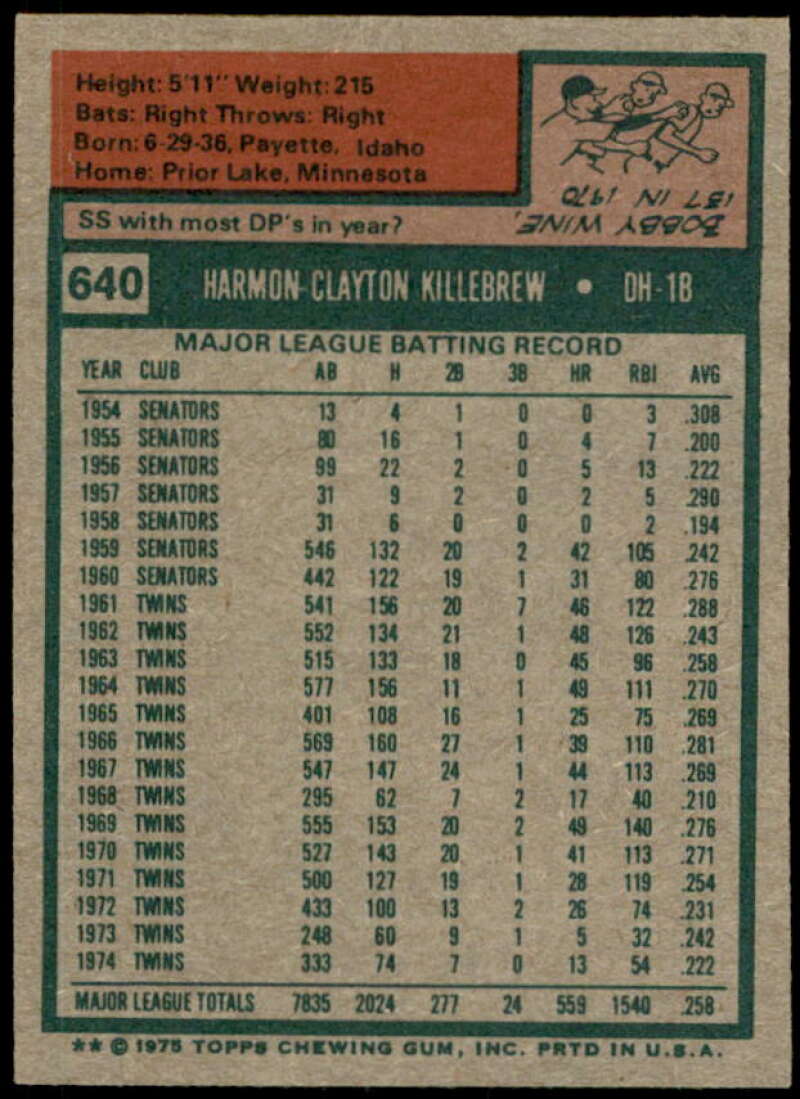 Height: 5'11" Weight: 215
Bats: Right Throws: Right
Born: 6-29-36, Payette, Idaho
Home: Prior Lake, Minnesota
SS with most DP's in year?
BOBBY WINE,
137 IN 1970
640 HARMON CLAYTON KILLEBREW • DH-1B
MAJOR LEAGUE BATTING RECORD
YEAR CLUB AB H 2B 3B HR RBI AVG
1954 SENATORS 13 4 1 0 0 3 .308
1955 SENATORS 80 16 1 0 4 7 .200
1956 SENATORS 99 22 2 0 5 13 .222
1957 SENATORS 31 9 2 0 2 5 .290
1958 SENATORS 31 6 0 0 0 2 .194
1959 SENATORS 546 132 20 2 42 105 .242
1960 SENATORS 442 122 19 1 31 80 .276
1961 TWINS 541 156 20 7 46 122 .288
1962 TWINS 552 134 21 1 48 126 .243
1963 TWINS 515 133 18 0 45 96 .258
1964 TWINS 577 156 11 1 49 111 .270
1965 TWINS 401 108 16 1 25 75 .269
1966 TWINS 569 160 27 1 39 110 .281
1967 TWINS 547 147 24 1 44 113 .269
1968 TWINS 295 62 7 2 17 40 .210
1969 TWINS 555 153 20 2 49 140 .276
1970 TWINS 527 143 20 1 41 113 .271
1971 TWINS 500 127 19 1 28 119 .254
1972 TWINS 433 100 13 2 26 74 .231
1973 TWINS 248 60 9 1 5 32 .242
1974 TWINS 333 74 7 0 13 54 .222
MAJOR LEAGUE TOTALS 7835 2024 277 24 559 1540 .258
** © 1975 TOPPS CHEWING GUM, INC. PRTD IN U.S.A.